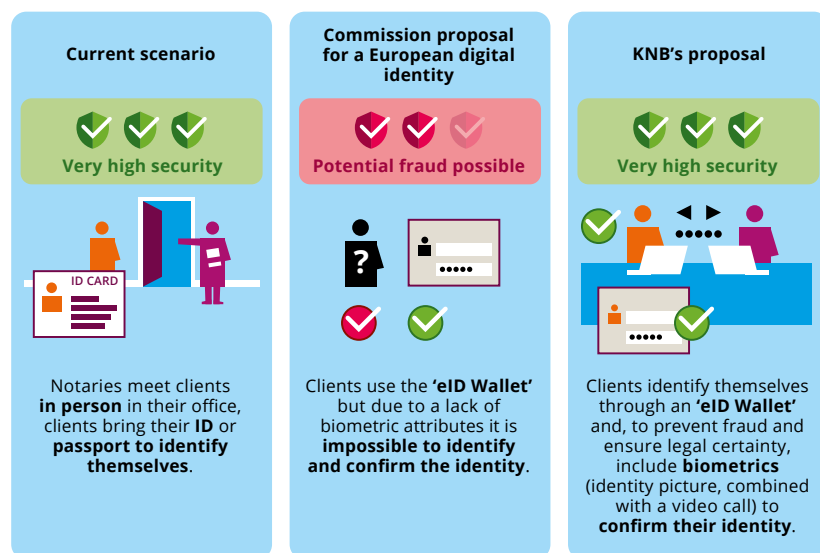 Current scenario
Very high security
ID CARD
Notaries meet clients
in person in their office,
clients bring their ID or
passport to identify
themselves.
Commission proposal
for a European digital
identity
Potential fraud possible
?
Clients use the ‘eID Wallet’
but due to a lack of
biometric attributes it is
impossible to identify
and confirm the identity.
KNB’s proposal
Very high security
Clients identify themselves
through an ‘eID Wallet’
and, to prevent fraud and
ensure legal certainty,
include biometrics
(identity picture, combined
with a video call) to
confirm their identity.